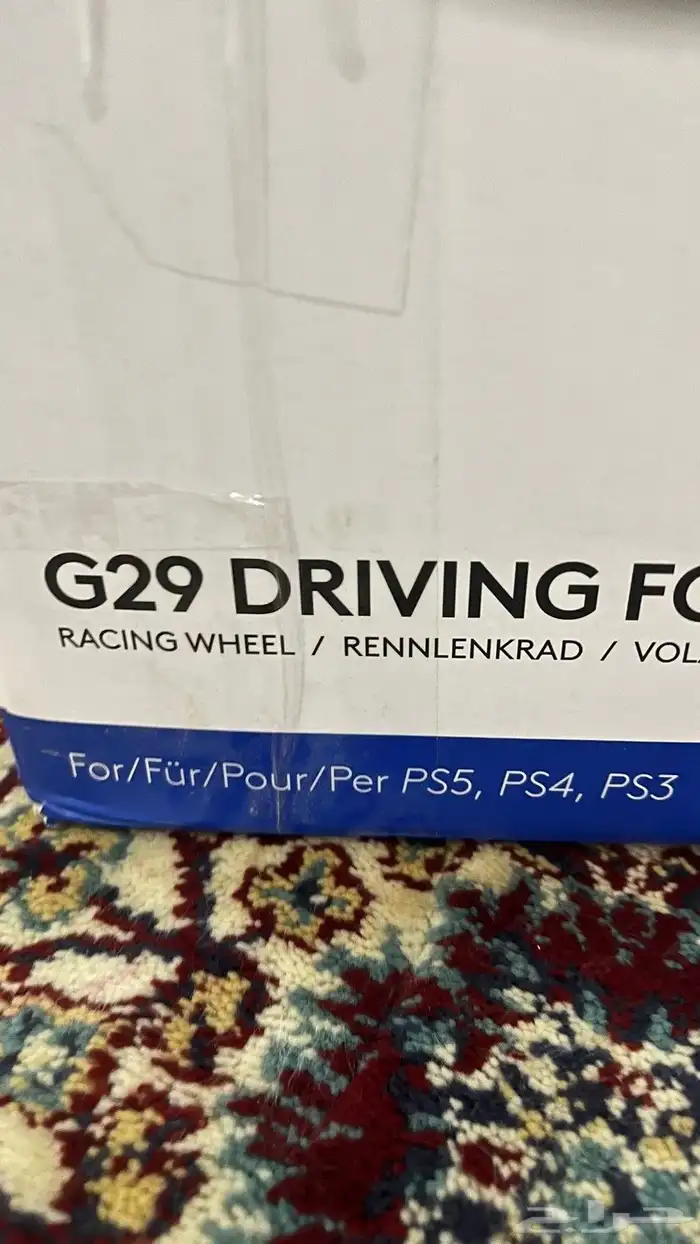 G29 DRIVING FO
RACING WHEEL / RENNLENKRAD / VOL
For/Für/Pour/Per PS5, PS4, PS3
حراج